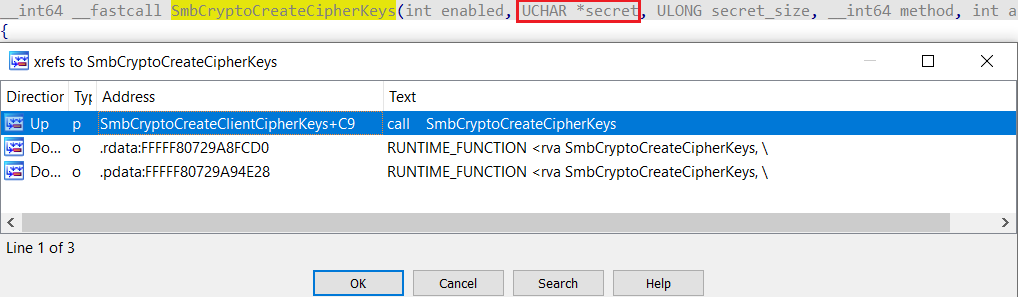 __int64 __fastcall SmbCryptoCreateCipherKeys(int enabled, UCHAR *secret, ULONG secret_size, __int64 method, int a
{
xrefs to SmbCryptoCreateCipherKeys
Direction Typ Address Text
Up p SmbCryptoCreateClientCipherKeys+C9 call SmbCryptoCreateCipherKeys
Do... o .rdata:FFFFF80729A8FCD0 RUNTIME_FUNCTION <rva SmbCryptoCreateCipherKeys, \
Do... o .pdata:FFFFF80729A94E28 RUNTIME_FUNCTION <rva SmbCryptoCreateCipherKeys, \
Line 1 of 3
OK Cancel Search Help